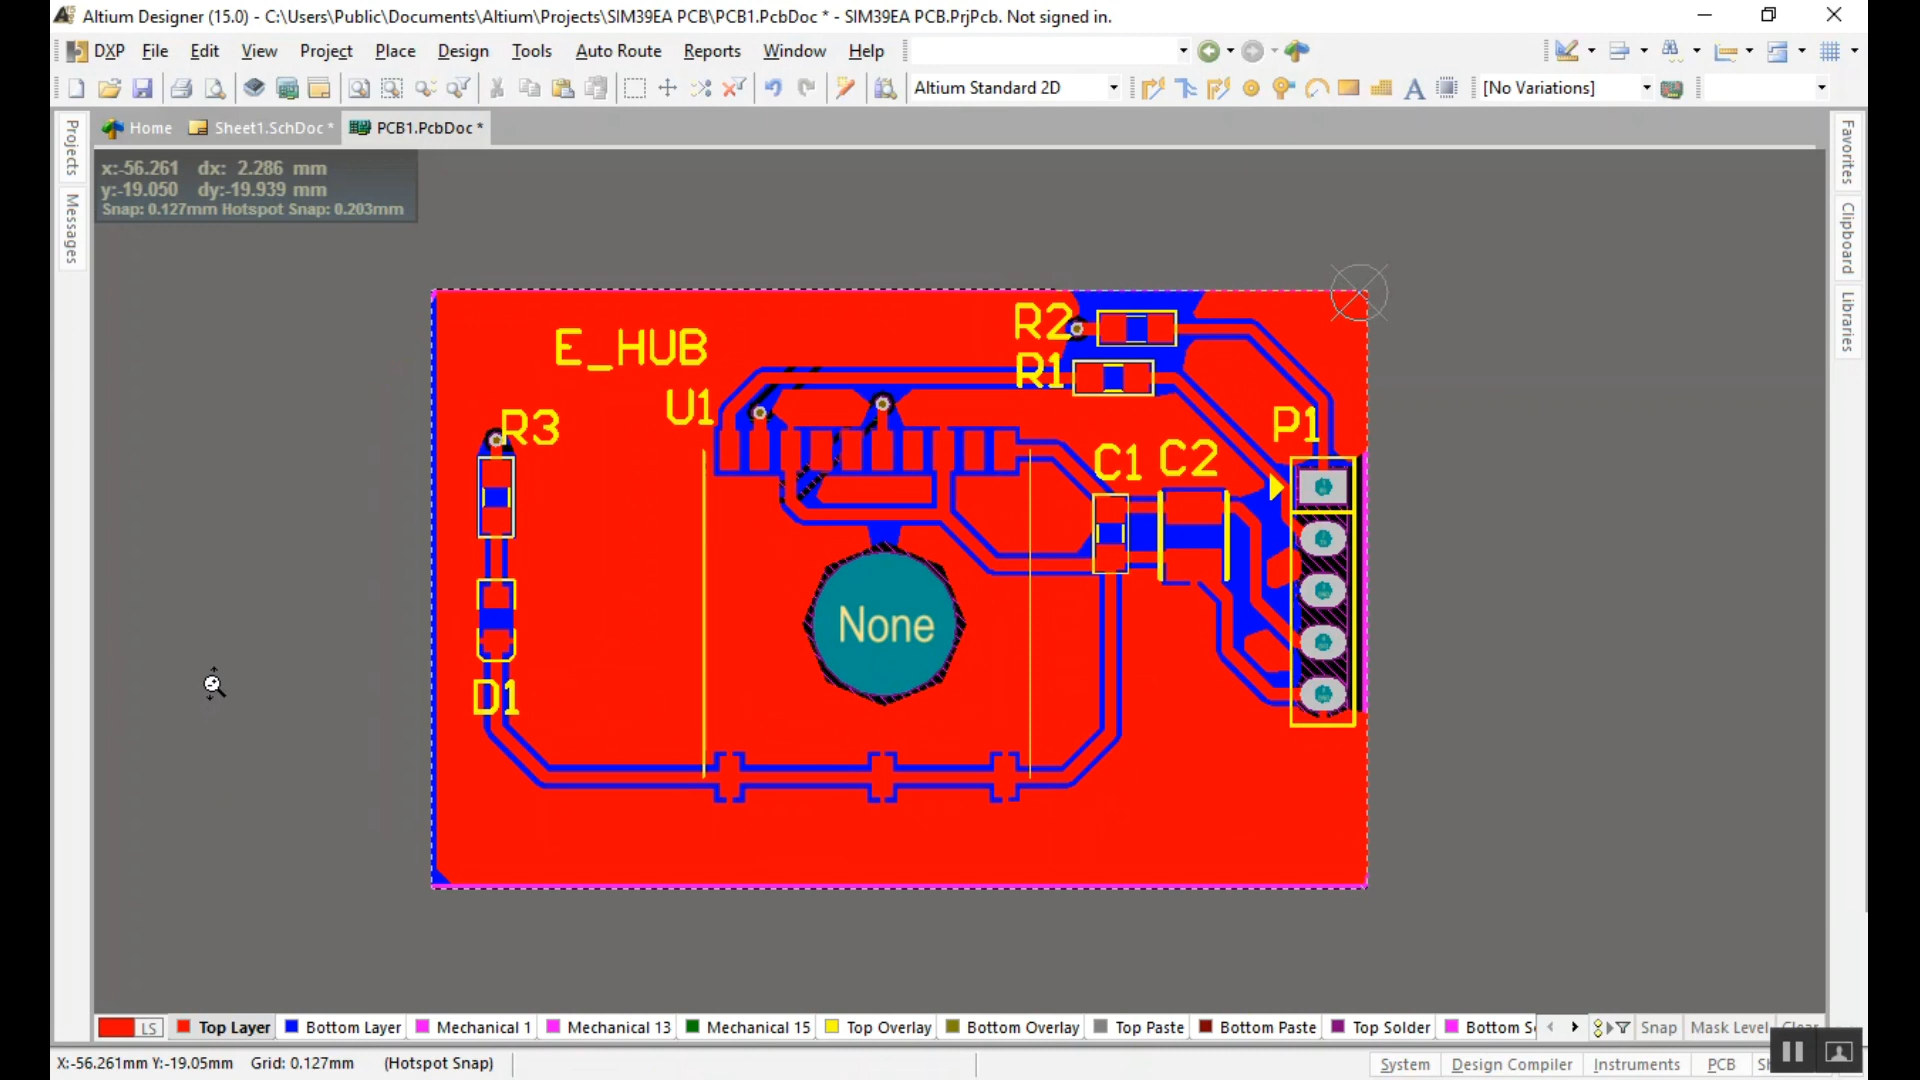 Altium Designer (15.0) - C:\Users\Public\Documents\Altium\Projects\SIM39EA PCB\PCB1.PcbDoc * - SIM39EA PCB.PrjPcb. Not signed in.
DXP File Edit View Project Place Design Tools Auto Route Reports Window Help
Altium Standard 2D [No Variations]
Home Sheet1.SchDoc * PCB1.PcbDoc *
Projects
Messages
Favorites
Clipboard
Libraries
x:-56.261 dx: 2.286 mm
y:-19.050 dy:-19.939 mm
Snap: 0.127mm Hotspot Snap: 0.203mm
R2
E_HUB
R1
U1
R3
P1
C1 C2
None
D1
LS Top Layer Bottom Layer Mechanical 1 Mechanical 13 Mechanical 15 Top Overlay Bottom Overlay Top Paste Bottom Paste Top Solder Bottom Snap Mask Level Clear
X:-56.261mm Y:-19.05mm Grid: 0.127mm (Hotspot Snap) System Design Compiler Instruments PCB